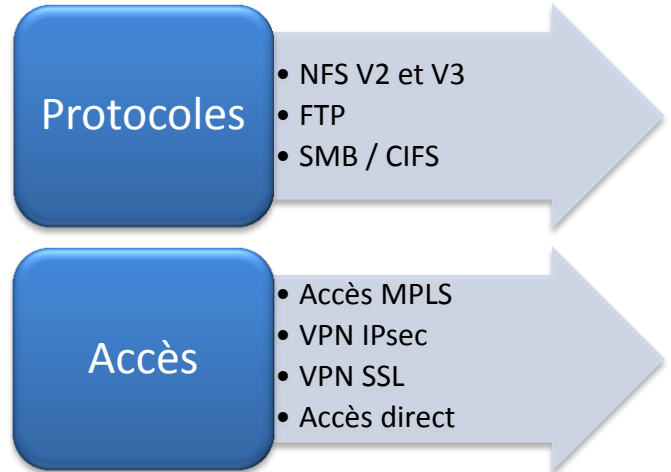 Protocoles
• NFS V2 et V3
• FTP
• SMB / CIFS
Accès
• Accès MPLS
• VPN IPsec
• VPN SSL
• Accès direct